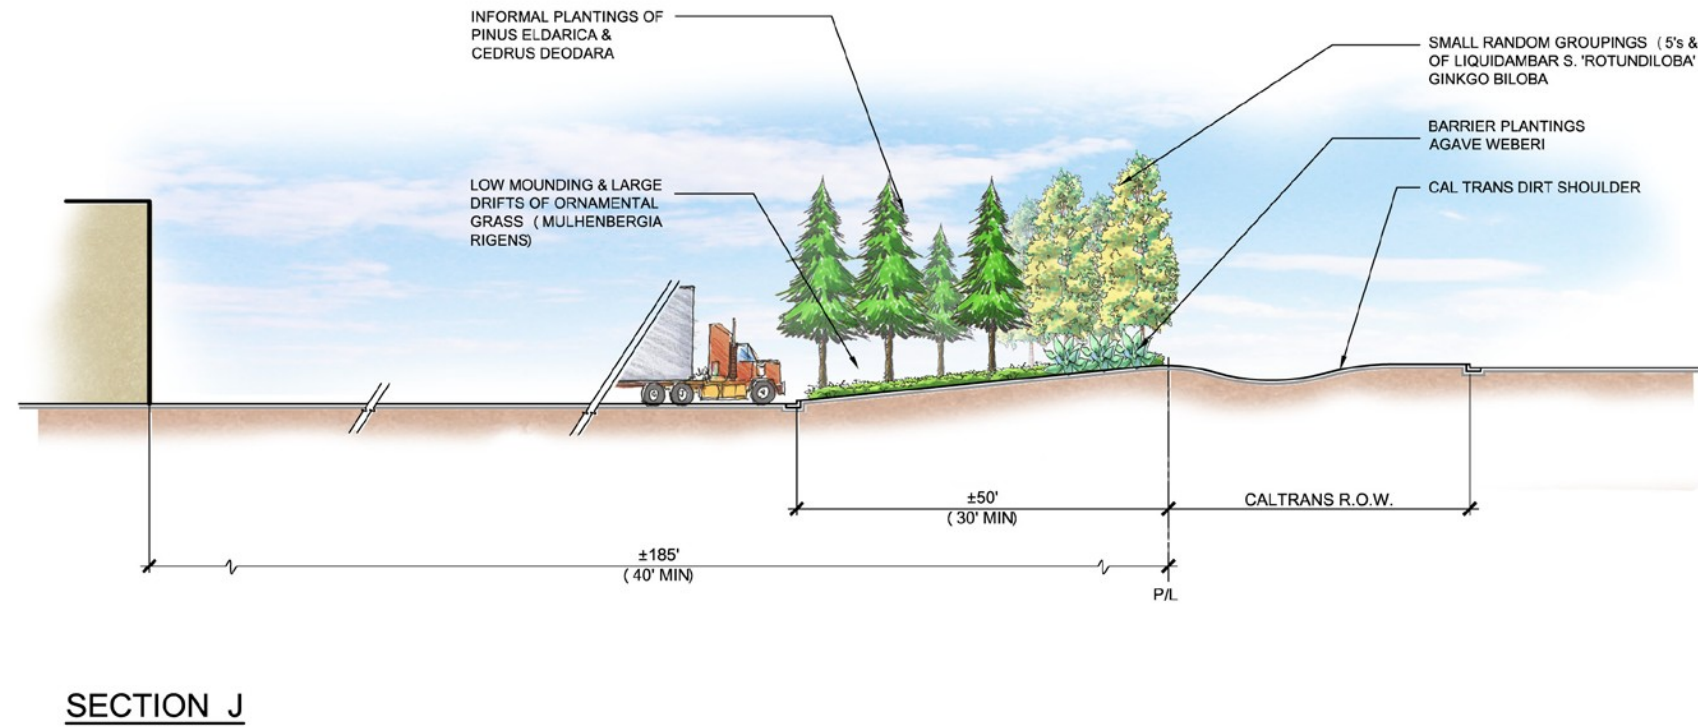 INFORMAL PLANTINGS OF
PINUS ELDARICA &
CEDRUS DEODARA
SMALL RANDOM GROUPINGS ( 5's &
OF LIQUIDAMBAR S. 'ROTUNDILOBA'
GINKGO BILOBA
BARRIER PLANTINGS
AGAVE WEBERI
LOW MOUNDING & LARGE
DRIFTS OF ORNAMENTAL
GRASS ( MULHENBERGIA
RIGENS)
CAL TRANS DIRT SHOULDER
±50'
( 30' MIN)
CALTRANS R.O.W.
±185'
( 40' MIN)
P/L
SECTION J